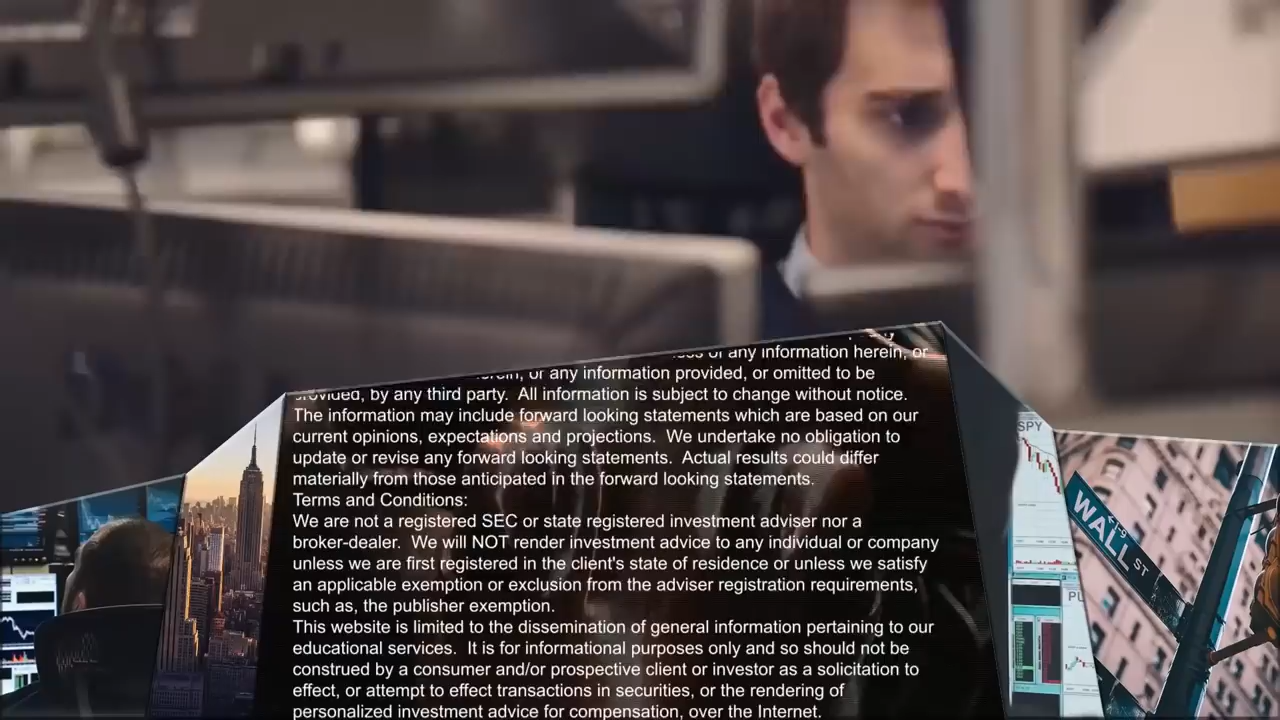 any information herein, or
or any information provided, or omitted to be
provided, by any third party.  All information is subject to change without notice.
The information may include forward looking statements which are based on our
current opinions, expectations and projections.  We undertake no obligation to
update or revise any forward looking statements.  Actual results could differ
materially from those anticipated in the forward looking statements.
Terms and Conditions:
We are not a registered SEC or state registered investment adviser nor a
broker-dealer.  We will NOT render investment advice to any individual or company
unless we are first registered in the client's state of residence or unless we satisfy
an applicable exemption or exclusion from the adviser registration requirements,
such as, the publisher exemption.
This website is limited to the dissemination of general information pertaining to our
educational services.  It is for informational purposes only and so should not be
construed by a consumer and/or prospective client or investor as a solicitation to
effect, or attempt to effect transactions in securities, or the rendering of
personalized investment advice for compensation, over the Internet.
SPY
WALL ST